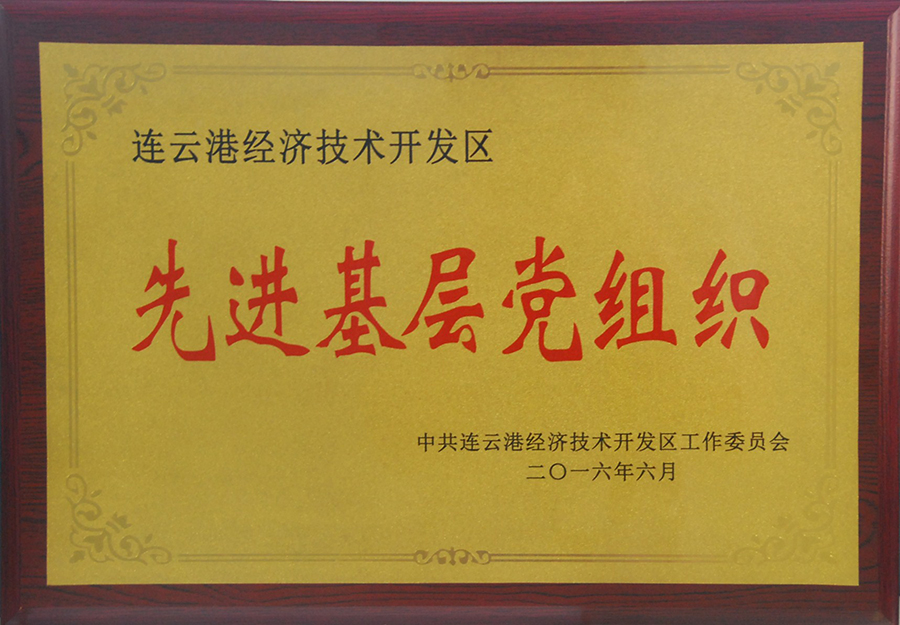 连云港经济技术开发区
先进基层党组织
中共连云港经济技术开发区工作委员会
二〇一六年六月